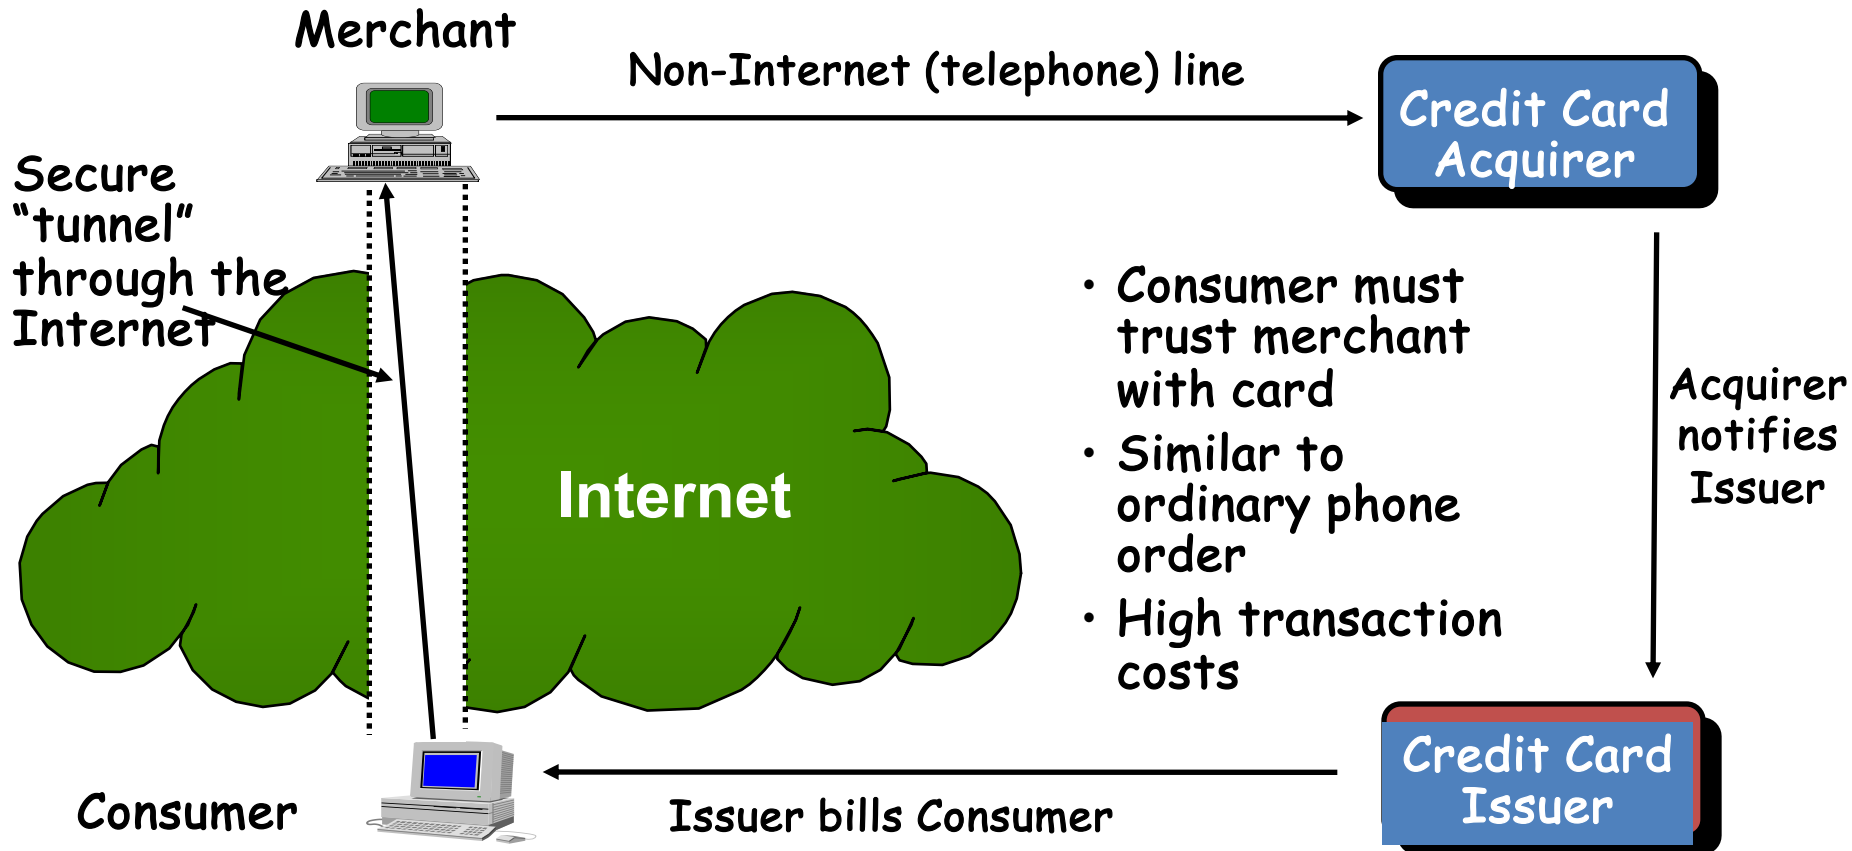 Merchant
Non-Internet (telephone) line
Credit Card
Acquirer
Secure
“tunnel”
through the
Internet
• Consumer must
trust merchant
with card
• Similar to
ordinary phone
order
• High transaction
costs
Acquirer
notifies
Issuer
Internet
Credit Card
Issuer
Consumer
Issuer bills Consumer